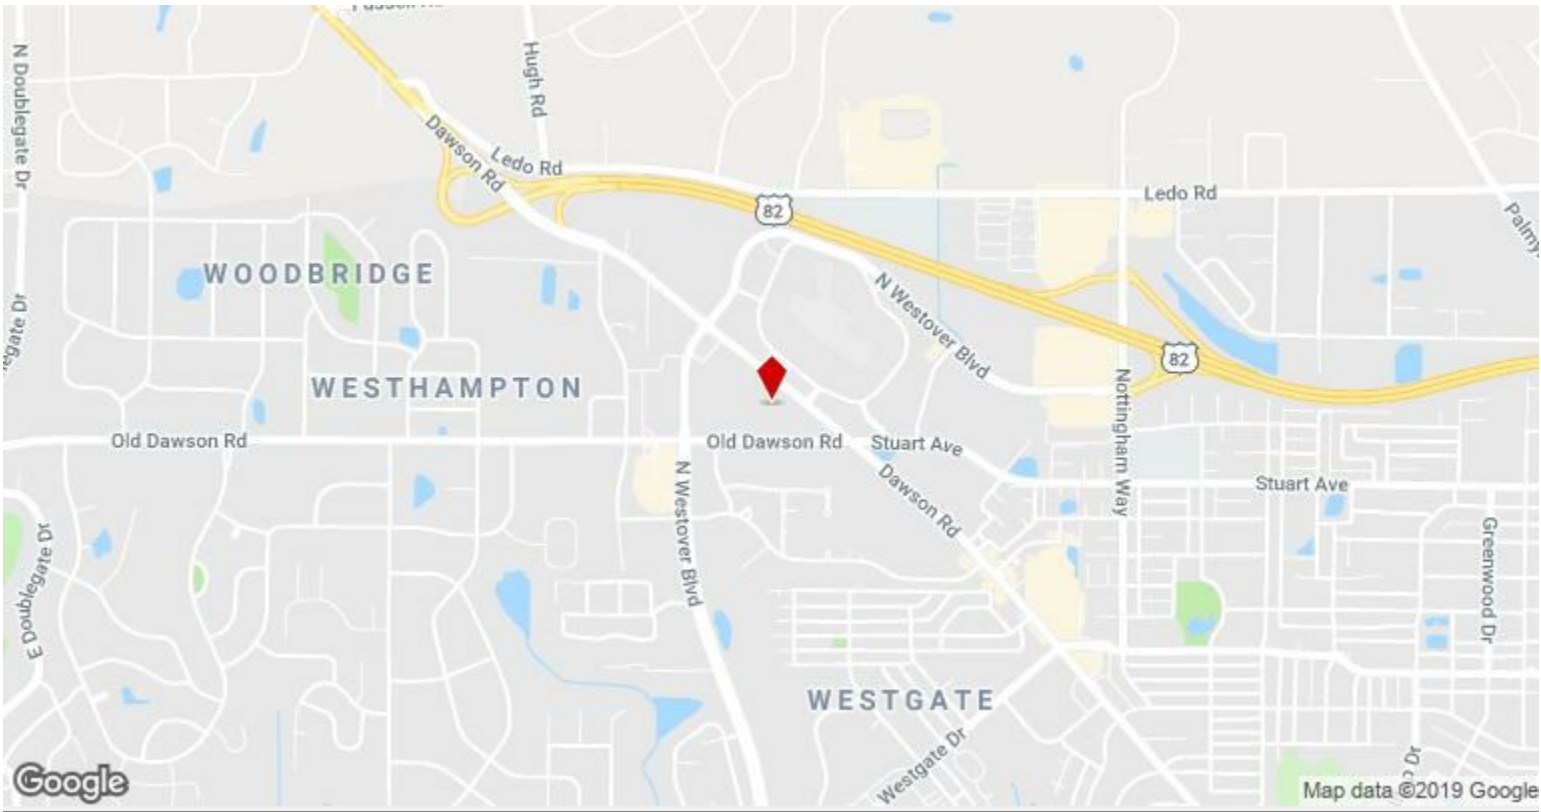 N Doublegate Dr
Hugh Rd
Dawson Rd
Ledo Rd
82
Ledo Rd
WOODBRIDGE
N Westover Blvd
82
WESTHAMPTON
Nottingham Way
Old Dawson Rd
Old Dawson Rd
Stuart Ave
N Westover Blvd
Dawson Rd
Stuart Ave
E Doublegate Dr
Greenwood Dr
WESTGATE
Westgate Dr
Google
Map data ©2019 Google